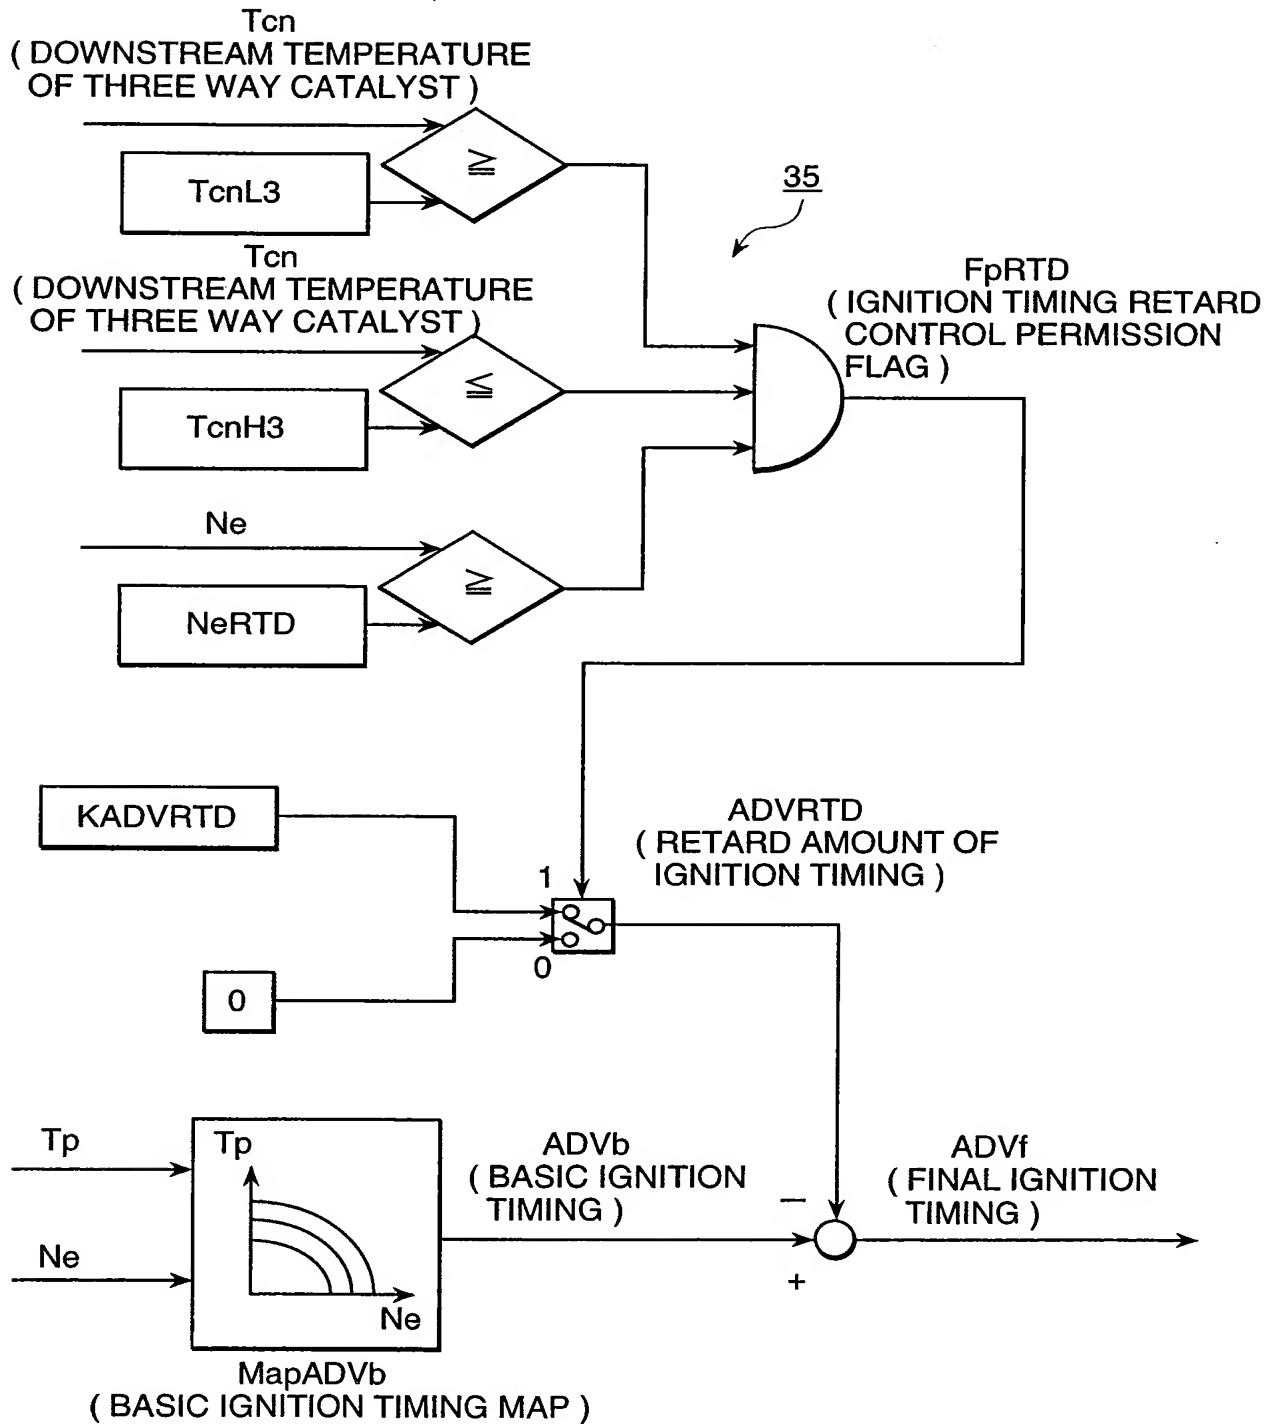 Tcn
( DOWNSTREAM TEMPERATURE
OF THREE WAY CATALYST )
≧
TcnL3
35
Tcn
( DOWNSTREAM TEMPERATURE
OF THREE WAY CATALYST )
≦
TcnH3
FpRTD
( IGNITION TIMING RETARD
CONTROL PERMISSION
FLAG )
Ne
≧
NeRTD
KADVRTD
ADVRTD
( RETARD AMOUNT OF
IGNITION TIMING )
1
0
0
Tp
Ne
Tp
Ne
MapADVb
( BASIC IGNITION TIMING MAP )
ADVb
( BASIC IGNITION
TIMING )
−
+
ADVf
( FINAL IGNITION
TIMING )